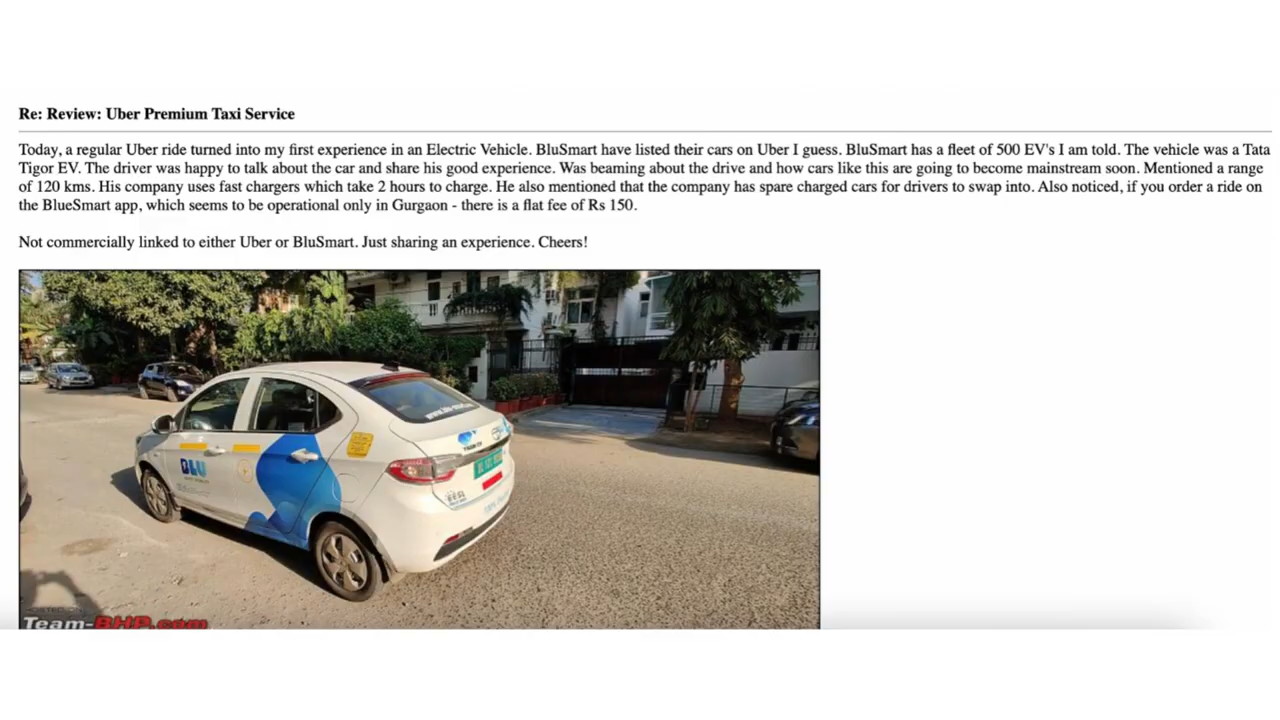 Re: Review: Uber Premium Taxi Service
Today, a regular Uber ride turned into my first experience in an Electric Vehicle. BluSmart have listed their cars on Uber I guess. BluSmart has a fleet of 500 EV's I am told. The vehicle was a Tata
Tigor EV. The driver was happy to talk about the car and share his good experience. Was beaming about the drive and how cars like this are going to become mainstream soon. Mentioned a range
of 120 kms. His company uses fast chargers which take 2 hours to charge. He also mentioned that the company has spare charged cars for drivers to swap into. Also noticed, if you order a ride on
the BlueSmart app, which seems to be operational only in Gurgaon - there is a flat fee of Rs 150.
Not commercially linked to either Uber or BluSmart. Just sharing an experience. Cheers!
BLU
EESL
HOSTED ON
Team-BHP.com